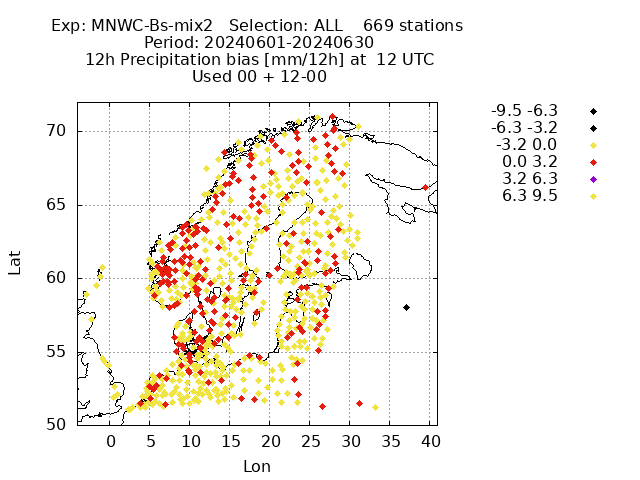 Exp: MNWC-Bs-mix2   Selection: ALL    669 stations
Period: 20240601-20240630
12h Precipitation bias [mm/12h] at  12 UTC
Used 00 + 12-00
-9.5 -6.3
-6.3 -3.2
-3.2 0.0
0.0 3.2
3.2 6.3
6.3 9.5
Lat
70
65
60
55
50
0 5 10 15 20 25 30 35 40
Lon